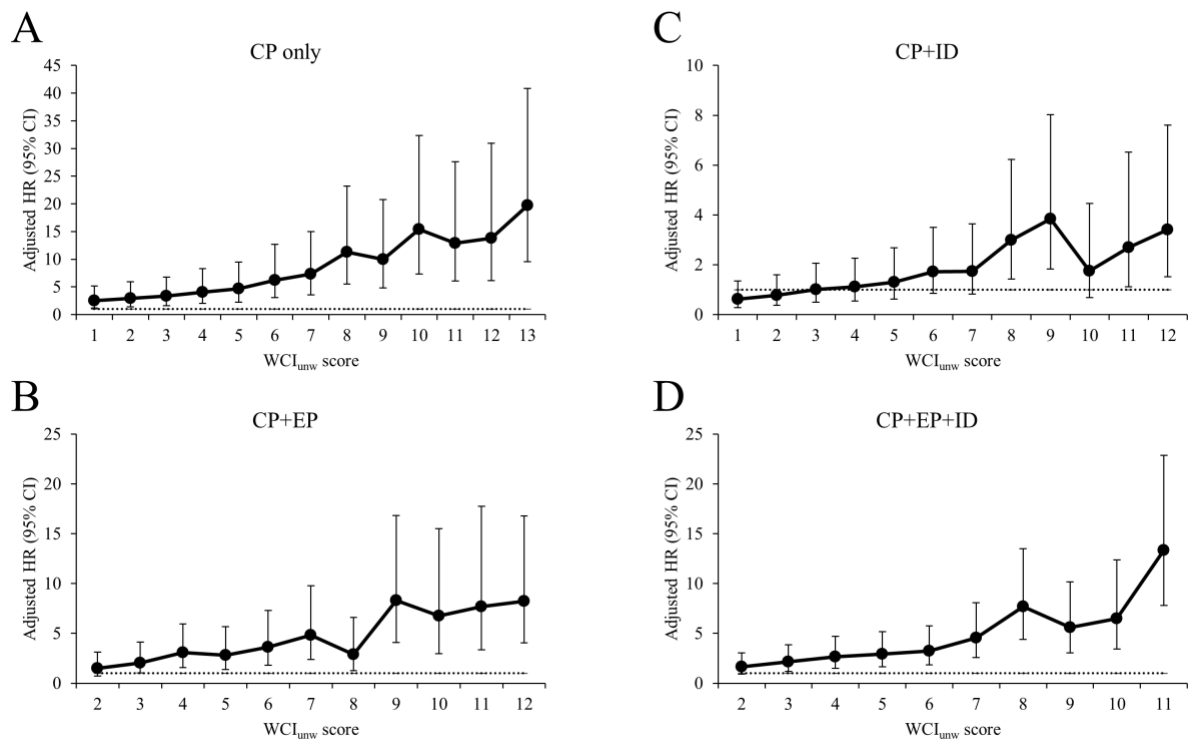 A
CP only
Adjusted HR (95% CI)
45
40
35
30
25
20
15
10
5
0
1 2 3 4 5 6 7 8 9 10 11 12 13
WCIunw score
B
CP+EP
Adjusted HR (95% CI)
25
20
15
10
5
0
2 3 4 5 6 7 8 9 10 11 12
WCIunw score
C
CP+ID
Adjusted HR (95% CI)
10
8
6
4
2
0
1 2 3 4 5 6 7 8 9 10 11 12
WCIunw score
D
CP+EP+ID
Adjusted HR (95% CI)
25
20
15
10
5
0
2 3 4 5 6 7 8 9 10 11
WCIunw score